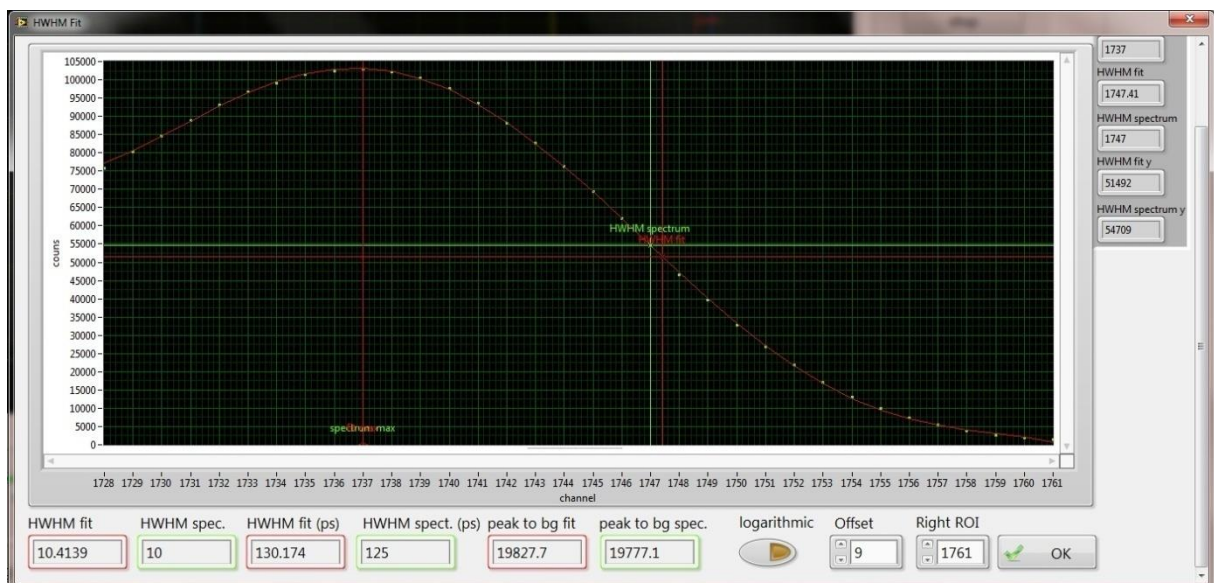 HWHM Fit
1737
HWHM fit
1747.41
HWHM spectrum
1747
HWHM fit y
51492
HWHM spectrum y
54709
105000
100000
95000
90000
85000
80000
75000
70000
65000
60000
55000
50000
45000
40000
35000
30000
25000
20000
15000
10000
5000
0
couns
HWHM spectrum
HWHM fit
spectrum max
1728 1729 1730 1731 1732 1733 1734 1735 1736 1737 1738 1739 1740 1741 1742 1743 1744 1745 1746 1747 1748 1749 1750 1751 1752 1753 1754 1755 1756 1757 1758 1759 1760 1761
channel
HWHM fit HWHM spec. HWHM fit (ps) HWHM spect. (ps) peak to bg fit peak to bg spec. logarithmic Offset Right ROI
10.4139 10 130.174 125 19827.7 19777.1 9 1761 OK